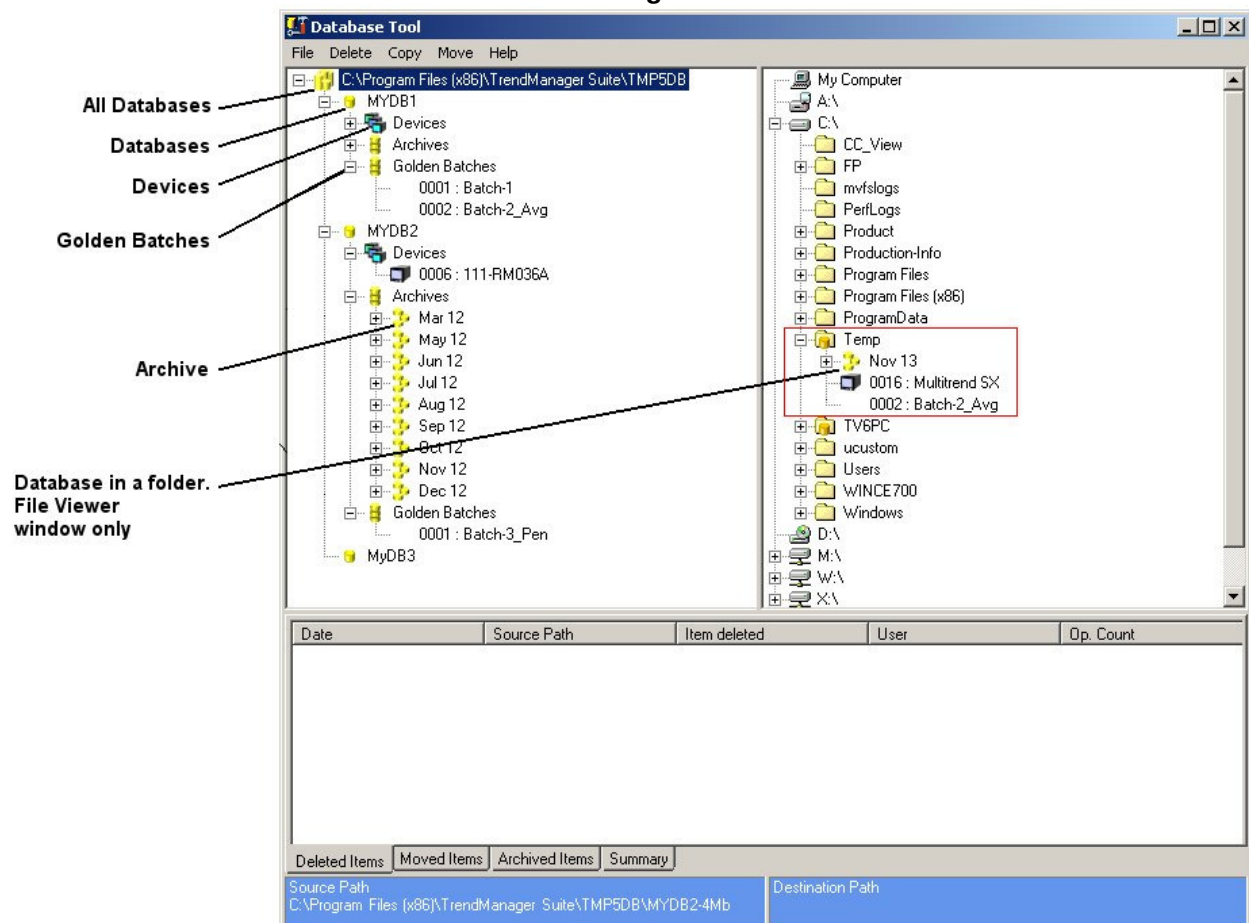 Database Tool
File Delete Copy Move Help
All Databases
Databases
Devices
Golden Batches
Archive
Database in a folder.
File Viewer
window only
C:\Program Files (x86)\TrendManager Suite\TMP5DB
MYDB1
Devices
Archives
Golden Batches
0001 : Batch-1
0002 : Batch-2_Avg
MYDB2
Devices
0006 : 111-RM036A
Archives
Mar 12
May 12
Jun 12
Jul 12
Aug 12
Sep 12
Oct 12
Nov 12
Dec 12
Golden Batches
0001 : Batch-3_Pen
MyDB3
My Computer
A:\
C:\
CC_View
FP
mvfslogs
PerfLogs
Product
Production-Info
Program Files
Program Files (x86)
ProgramData
Temp
Nov 13
0016 : Multitrend SX
0002 : Batch-2_Avg
TV6PC
ucustom
Users
WINCE700
Windows
D:\
M:\
W:\
X:\
Date Source Path Item deleted User Op. Count
Deleted Items Moved Items Archived Items Summary
Source Path
C:\Program Files (x86)\TrendManager Suite\TMP5DB\MYDB2-4Mb
Destination Path